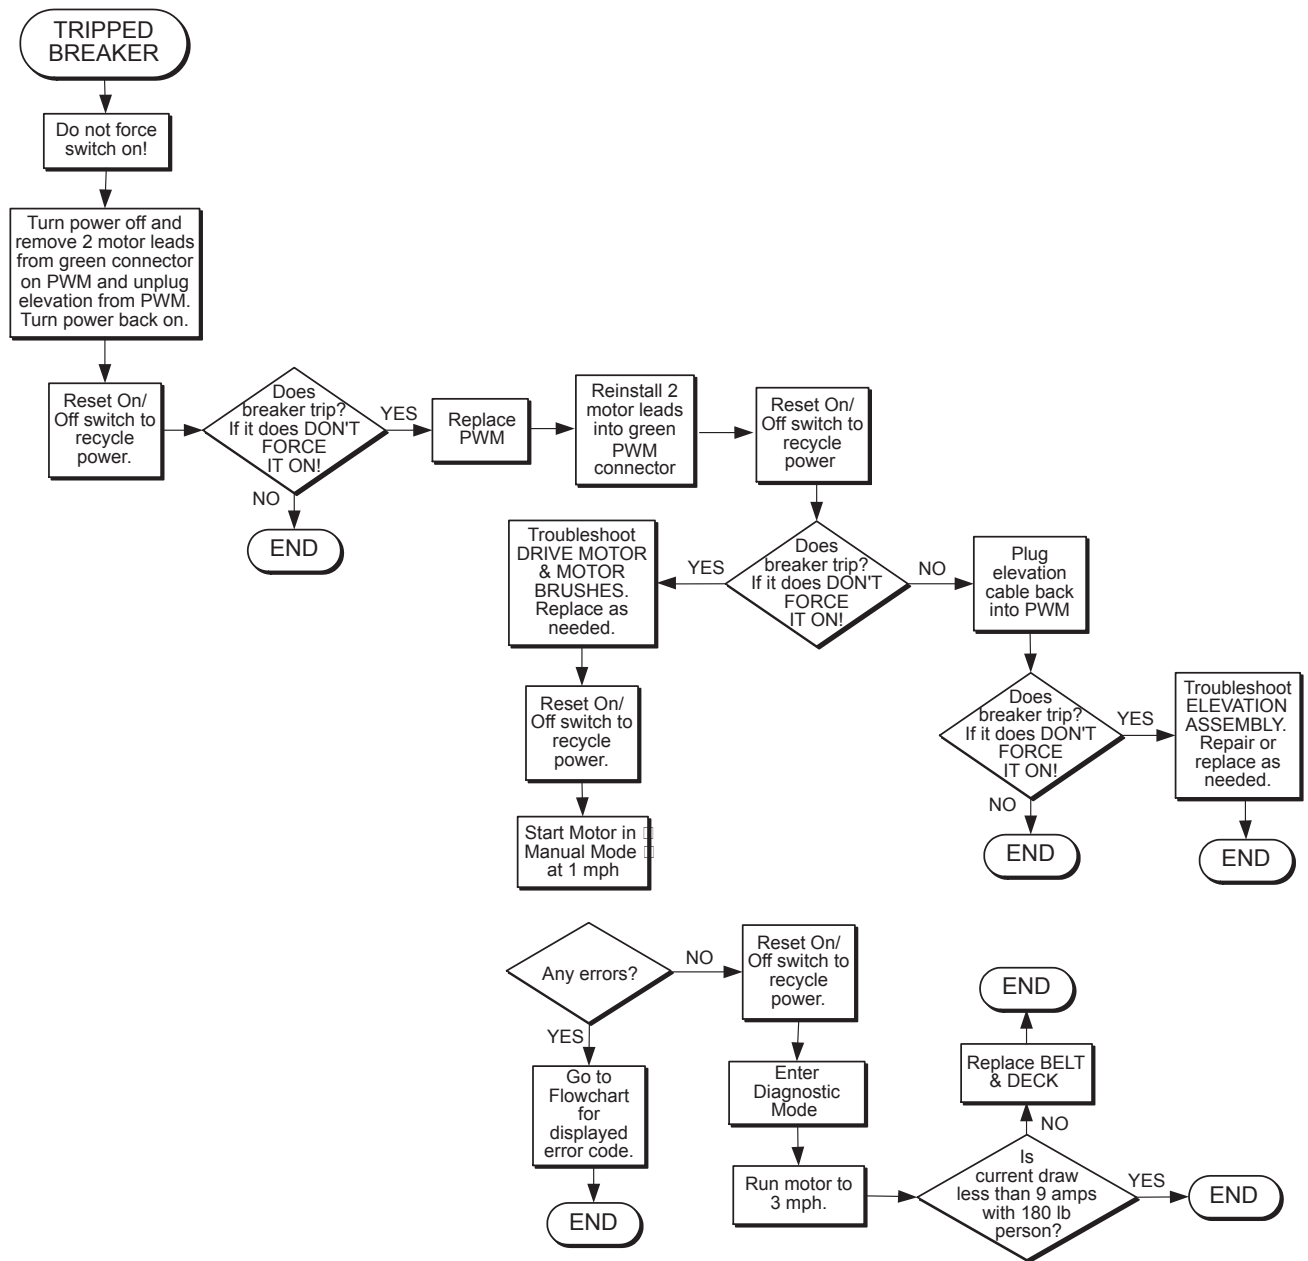 TRIPPED
BREAKER
Do not force
switch on!
Turn power off and
remove 2 motor leads
from green connector
on PWM and unplug
elevation from PWM.
Turn power back on.
Reset On/
Off switch to
recycle
power.
Does
breaker trip?
If it does DON'T
FORCE
IT ON!
YES
NO
END
Replace
PWM
Reinstall 2
motor leads
into green
PWM
connector
Reset On/
Off switch to
recycle
power
Does
breaker trip?
If it does DON'T
FORCE
IT ON!
YES
NO
Troubleshoot
DRIVE MOTOR
& MOTOR
BRUSHES.
Replace as
needed.
Plug
elevation
cable back
into PWM
Reset On/
Off switch to
recycle
power.
Does
breaker trip?
If it does DON'T
FORCE
IT ON!
YES
NO
END
Troubleshoot
ELEVATION
ASSEMBLY.
Repair or
replace as
needed.
END
Start Motor in
Manual Mode
at 1 mph
Any errors?
NO
YES
Go to
Flowchart
for
displayed
error code.
END
Reset On/
Off switch to
recycle
power.
Enter
Diagnostic
Mode
Run motor to
3 mph.
Is
current draw
less than 9 amps
with 180 lb
person?
NO
Replace BELT
& DECK
END
YES
END